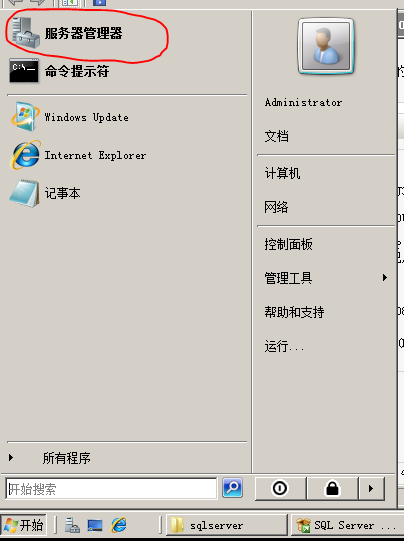 服务器管理器
命令提示符
Windows Update
Internet Explorer
记事本
所有程序
开始搜索
Administrator
文档
计算机
网络
控制面板
管理工具
帮助和支持
运行...
开始
sqlserver
SQL Server ...